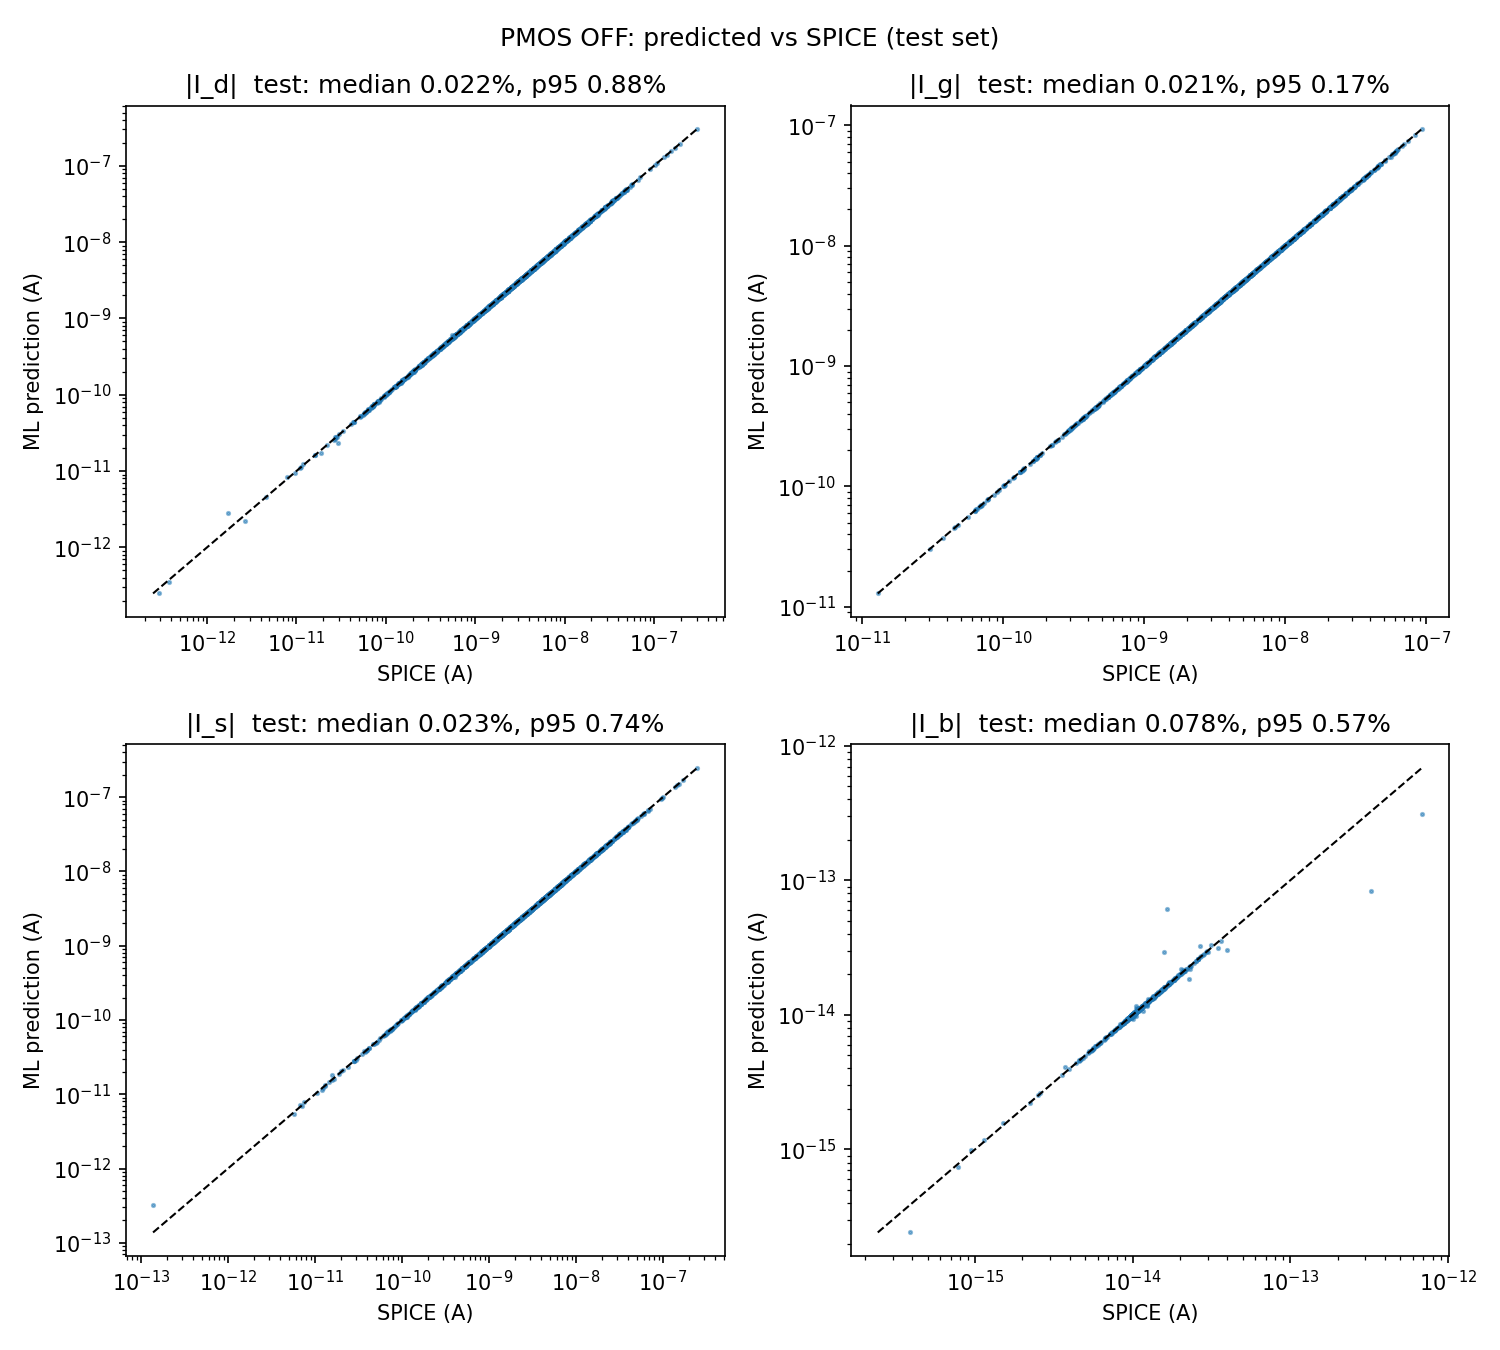 PMOS OFF: predicted vs SPICE (test set)
|I_d|  test: median 0.022%, p95 0.88%
ML prediction (A)
10⁻⁷
10⁻⁸
10⁻⁹
10⁻¹⁰
10⁻¹¹
10⁻¹²
10⁻¹² 10⁻¹¹ 10⁻¹⁰ 10⁻⁹ 10⁻⁸ 10⁻⁷
SPICE (A)
|I_g|  test: median 0.021%, p95 0.17%
ML prediction (A)
10⁻⁷
10⁻⁸
10⁻⁹
10⁻¹⁰
10⁻¹¹
10⁻¹¹ 10⁻¹⁰ 10⁻⁹ 10⁻⁸ 10⁻⁷
SPICE (A)
|I_s|  test: median 0.023%, p95 0.74%
ML prediction (A)
10⁻⁷
10⁻⁸
10⁻⁹
10⁻¹⁰
10⁻¹¹
10⁻¹²
10⁻¹³
10⁻¹³ 10⁻¹² 10⁻¹¹ 10⁻¹⁰ 10⁻⁹ 10⁻⁸ 10⁻⁷
SPICE (A)
|I_b|  test: median 0.078%, p95 0.57%
ML prediction (A)
10⁻¹²
10⁻¹³
10⁻¹⁴
10⁻¹⁵
10⁻¹⁵ 10⁻¹⁴ 10⁻¹³ 10⁻¹²
SPICE (A)